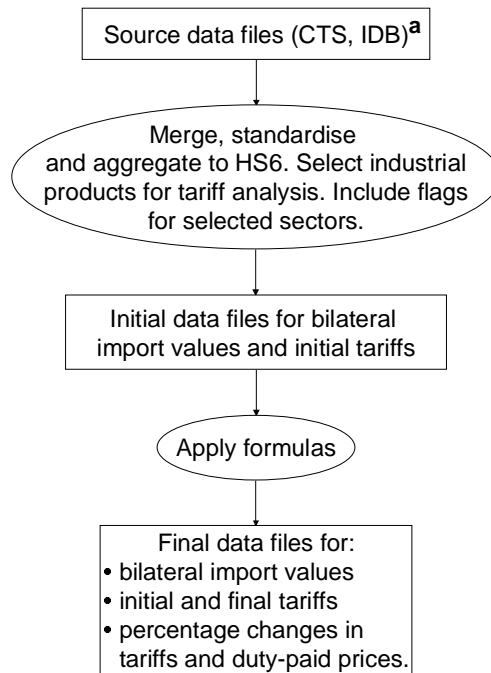 Source data files (CTS, IDB)a
Merge, standardise
and aggregate to HS6. Select industrial
products for tariff analysis. Include flags
for selected sectors.
Initial data files for bilateral
import values and initial tariffs
Apply formulas
Final data files for:
• bilateral import values
• initial and final tariffs
• percentage changes in
tariffs and duty-paid prices.